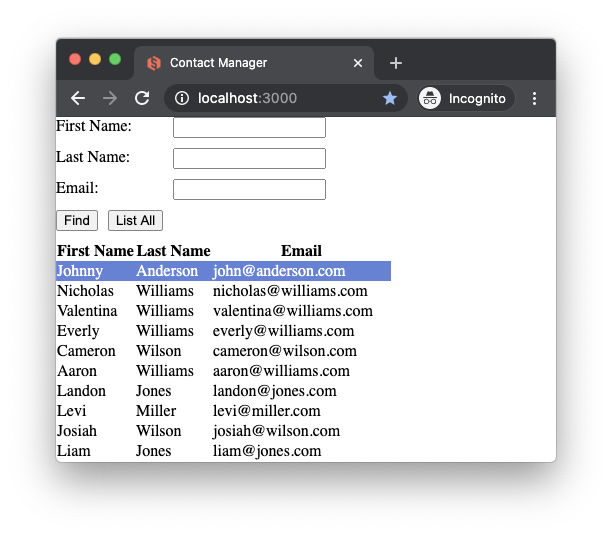 Contact Manager
localhost:3000
Incognito
First Name:
Last Name:
Email:
Find List All
First Name Last Name Email
Johnny Anderson john@anderson.com
Nicholas Williams nicholas@williams.com
Valentina Williams valentina@williams.com
Everly Williams everly@williams.com
Cameron Wilson cameron@wilson.com
Aaron Williams aaron@williams.com
Landon Jones landon@jones.com
Levi Miller levi@miller.com
Josiah Wilson josiah@wilson.com
Liam Jones liam@jones.com